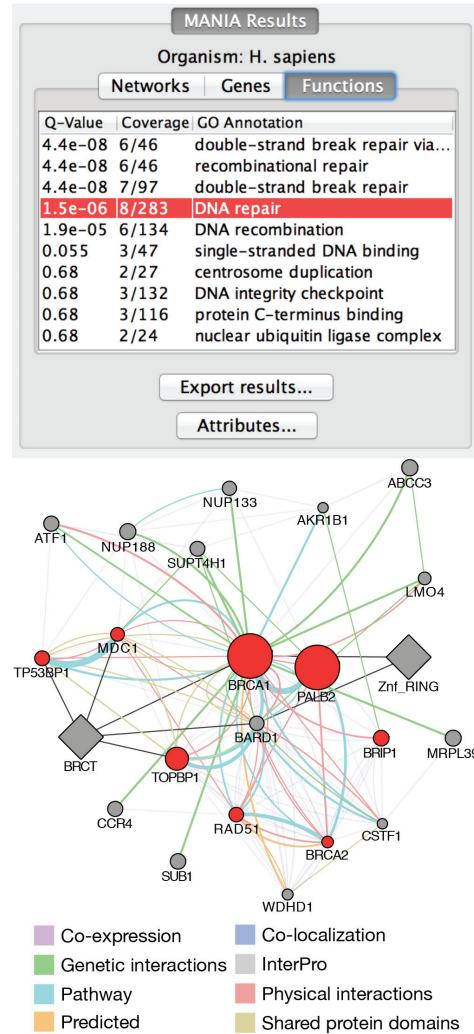 MANIA Results
Organism: H. sapiens
Networks Genes Functions
Q-Value Coverage GO Annotation
4.4e-08 6/46 double-strand break repair via...
4.4e-08 6/46 recombinational repair
4.4e-08 7/97 double-strand break repair
1.5e-06 8/283 DNA repair
1.9e-05 6/134 DNA recombination
0.055 3/47 single-stranded DNA binding
0.68 2/27 centrosome duplication
0.68 3/132 DNA integrity checkpoint
0.68 3/116 protein C-terminus binding
0.68 2/24 nuclear ubiquitin ligase complex
Export results...
Attributes...
ABCC3
NUP133
AKR1B1
ATF1
NUP188
SUPT4H1
LMO4
MDC1
TP53BP1
BRCA1
PALB2
Znf_RING
BARD1
BRCT
TOPBP1
BRIP1
MRPL39
CCR4
RAD51
CSTF1
BRCA2
SUB1
WDHD1
Co-expression Co-localization
Genetic interactions InterPro
Pathway Physical interactions
Predicted Shared protein domains